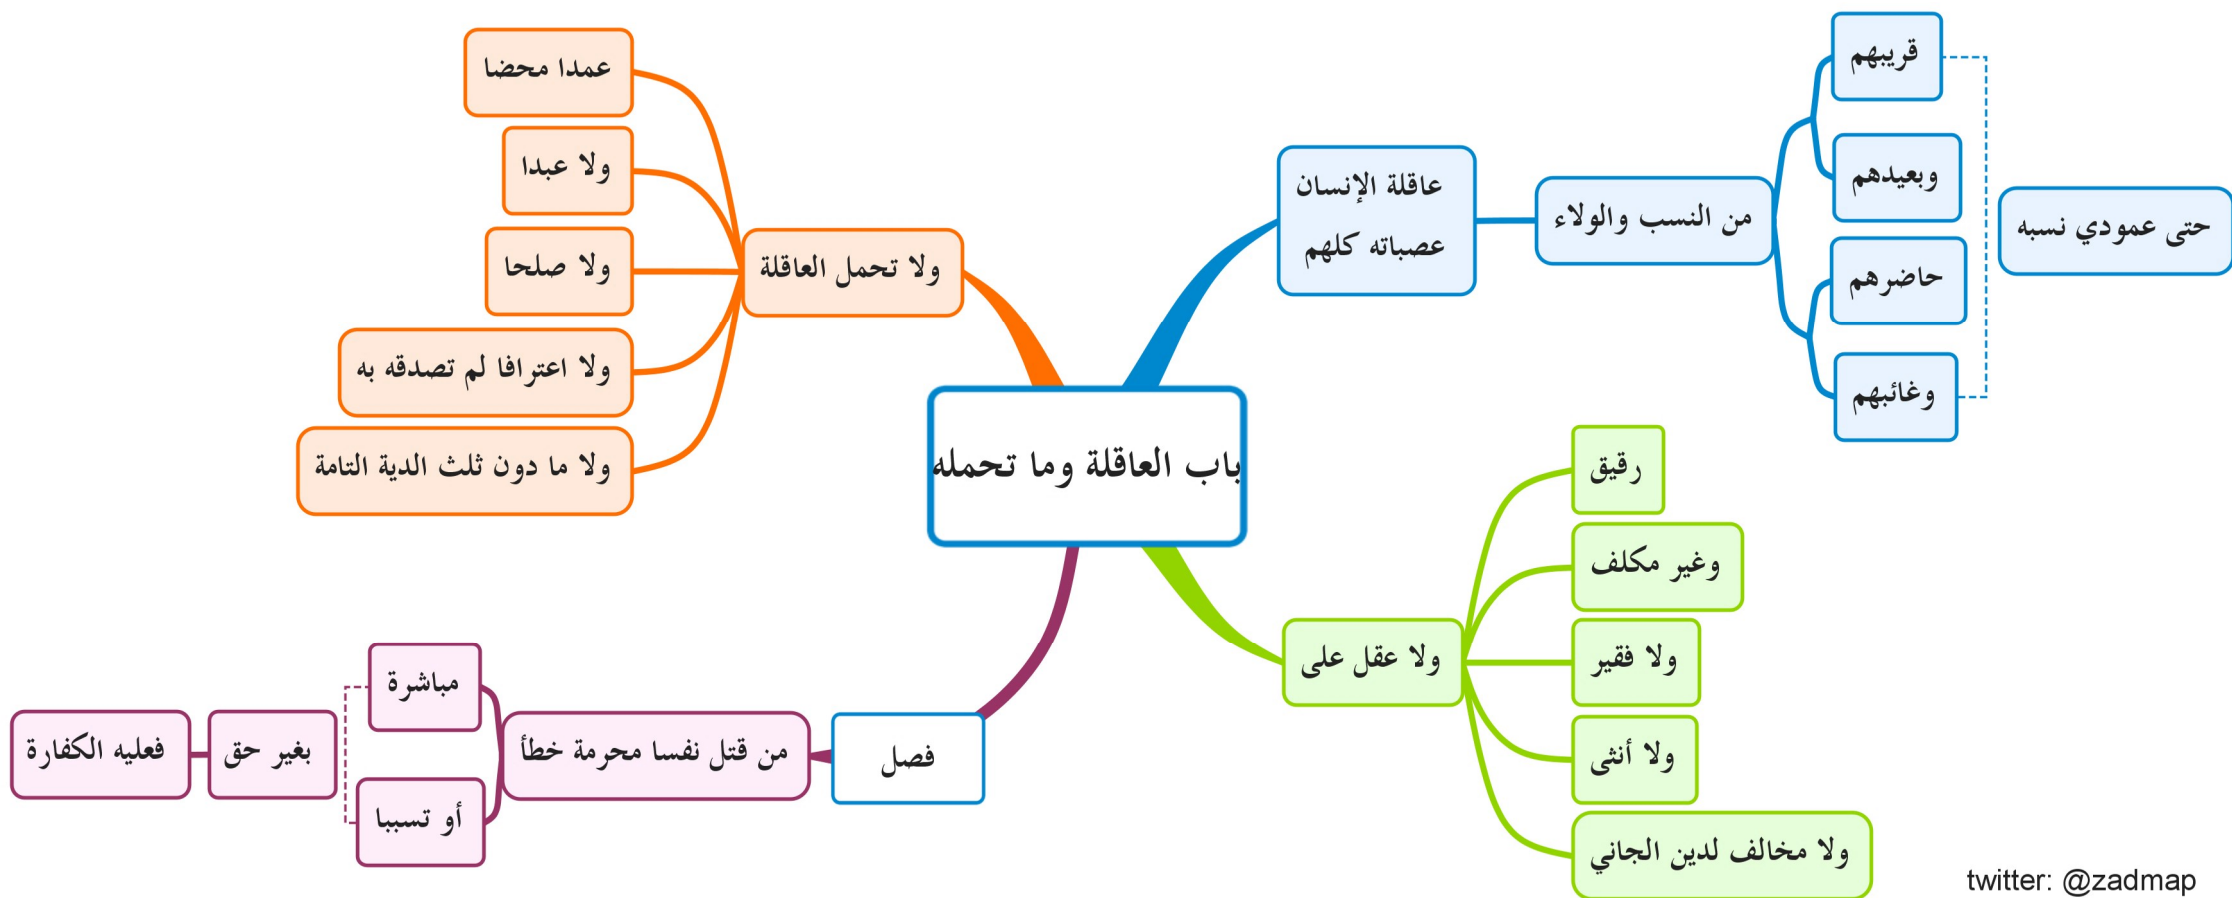 باب العاقلة وما تحمله
عاقلة الإنسان
عصباته كلهم
من النسب والولاء
قريبهم
وبعيدهم
حاضرهم
وغائبهم
حتى عمودي نسبه
ولا عقل على
رقيق
وغير مكلف
ولا فقير
ولا أنثى
ولا مخالف لدين الجاني
ولا تحمل العاقلة
عمدا محضا
ولا عبدا
ولا صلحا
ولا اعترافا لم تصدقه به
ولا ما دون ثلث الدية التامة
فصل
من قتل نفسا محرمة خطأ
مباشرة
أو تسببا
بغير حق
فعليه الكفارة
twitter: @zadmap